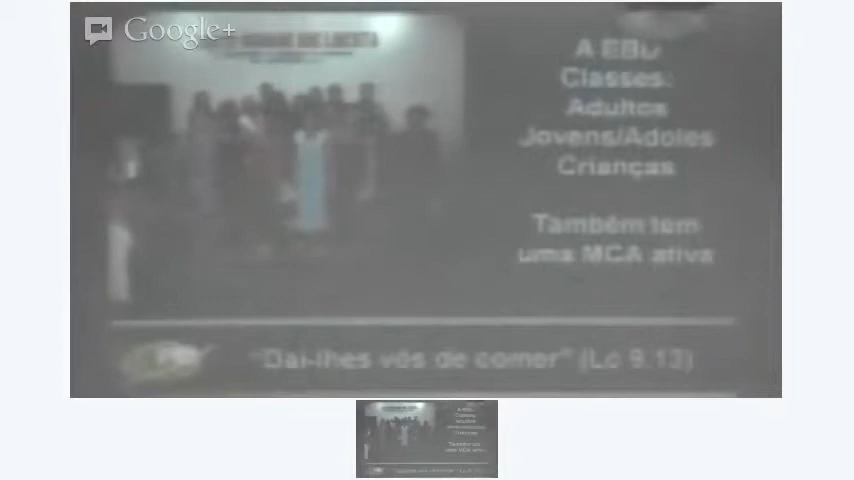 Google+
A EBD
Classes:
Adultos
Jovens/Adoles
Crianças
Também tem
uma MCA ativa
"Dai-lhes vós de comer" (Lc 9.13)